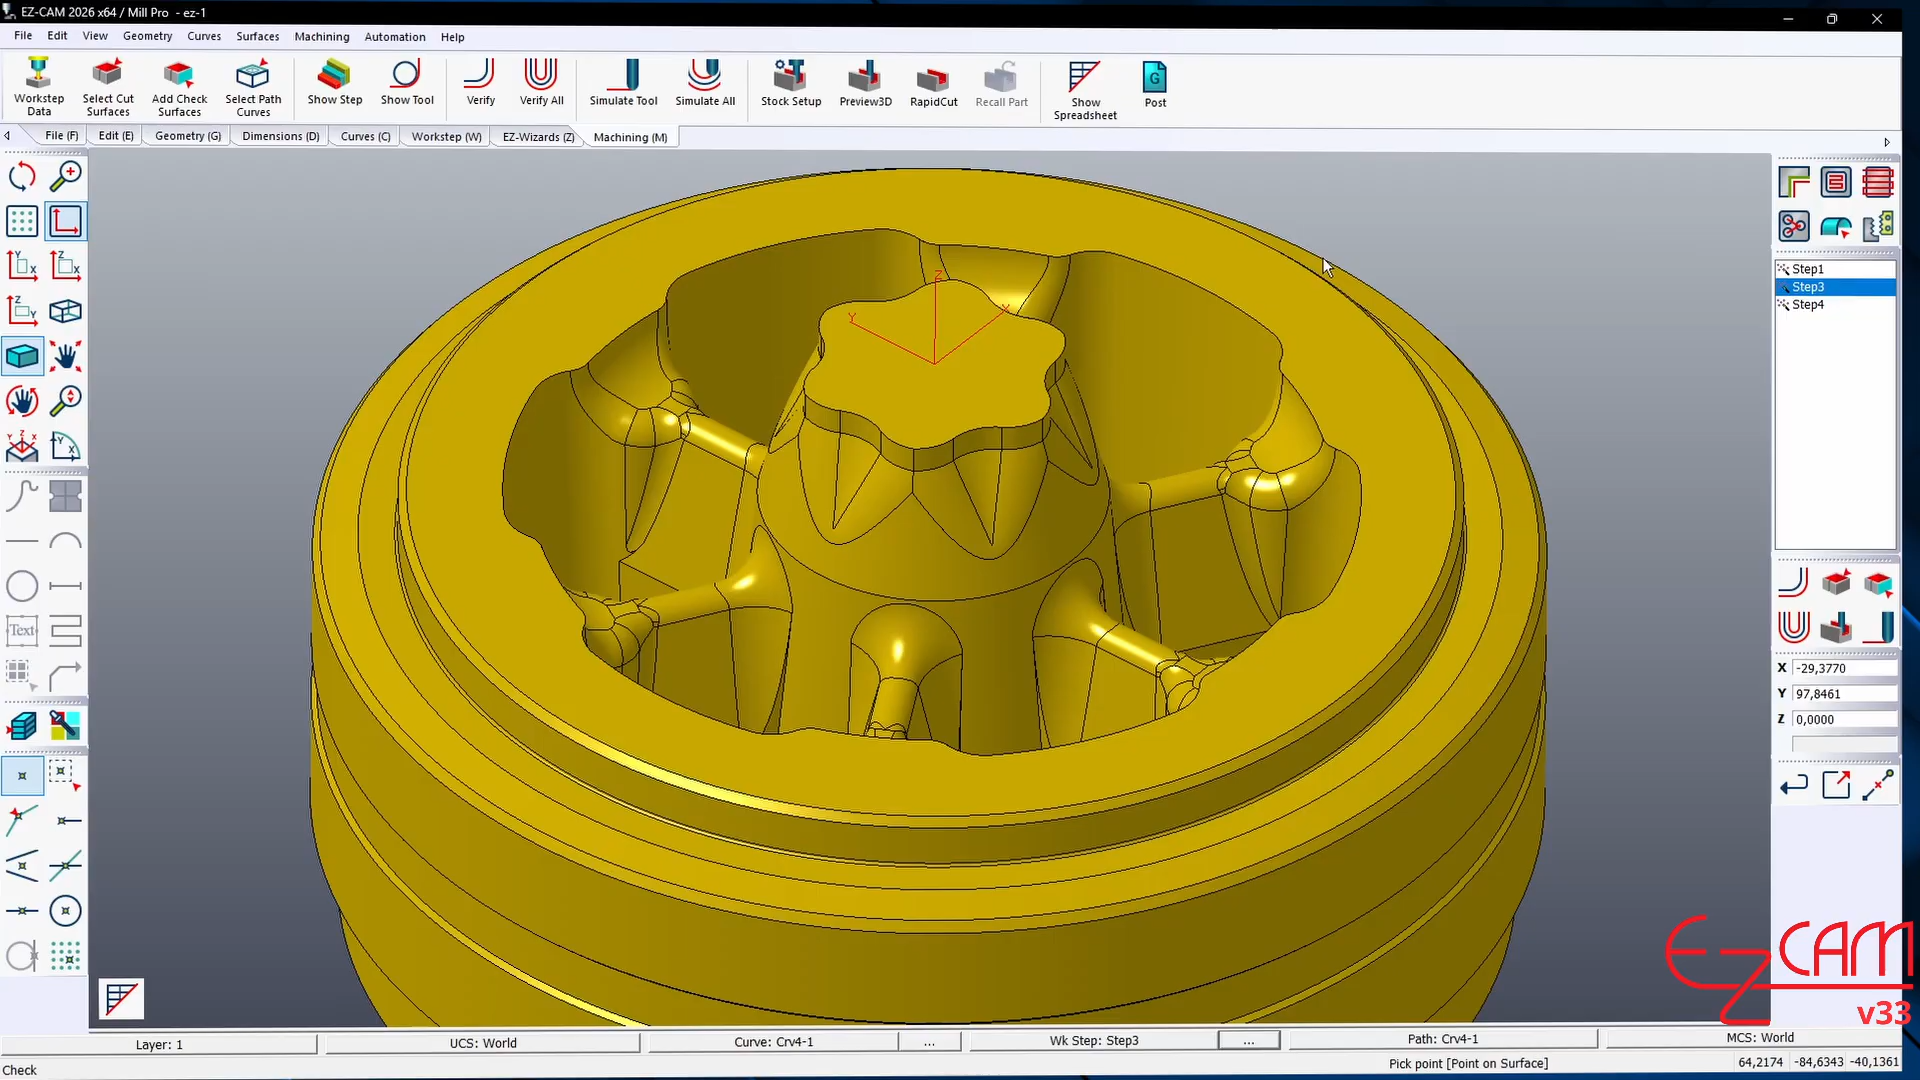 EZ-CAM 2026 x64 / Mill Pro - ez-1
File Edit View Geometry Curves Surfaces Machining Automation Help
Workstep Data
Select Cut Surfaces
Add Check Surfaces
Select Path Curves
Show Step
Show Tool
Verify
Verify All
Simulate Tool
Simulate All
Stock Setup
Preview3D
RapidCut
Recall Part
Show Spreadsheet
G
Post
File (F) Edit (E) Geometry (G) Dimensions (D) Curves (C) Workstep (W) EZ-Wizards (Z) Machining (M)
Y X
Z X
Z Y
Y Z X
Y X
Text
Z
Y
X
Step1
Step3
Step4
X -29,3770
Y 97,8461
Z 0,0000
EZCAM
v33
Layer: 1 UCS: World Curve: Crv4-1 ... Wk Step: Step3 ... Path: Crv4-1 MCS: World
Check Pick point [Point on Surface] 64,2174 -84,6343 -40,1361